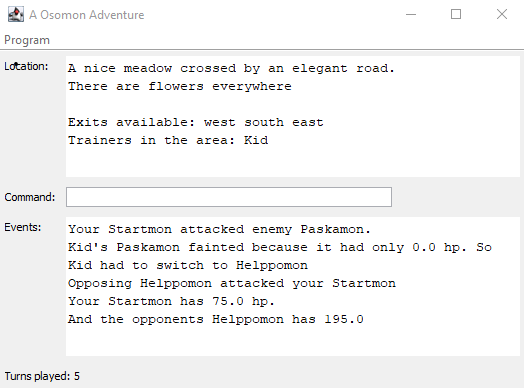 A Osomon Adventure
Program
Location:
A nice meadow crossed by an elegant road.
There are flowers everywhere
Exits available: west south east
Trainers in the area: Kid
Command:
Events:
Your Startmon attacked enemy Paskamon.
Kid's Paskamon fainted because it had only 0.0 hp. So
Kid had to switch to Helppomon
Opposing Helppomon attacked your Startmon
Your Startmon has 75.0 hp.
And the opponents Helppomon has 195.0
Turns played: 5